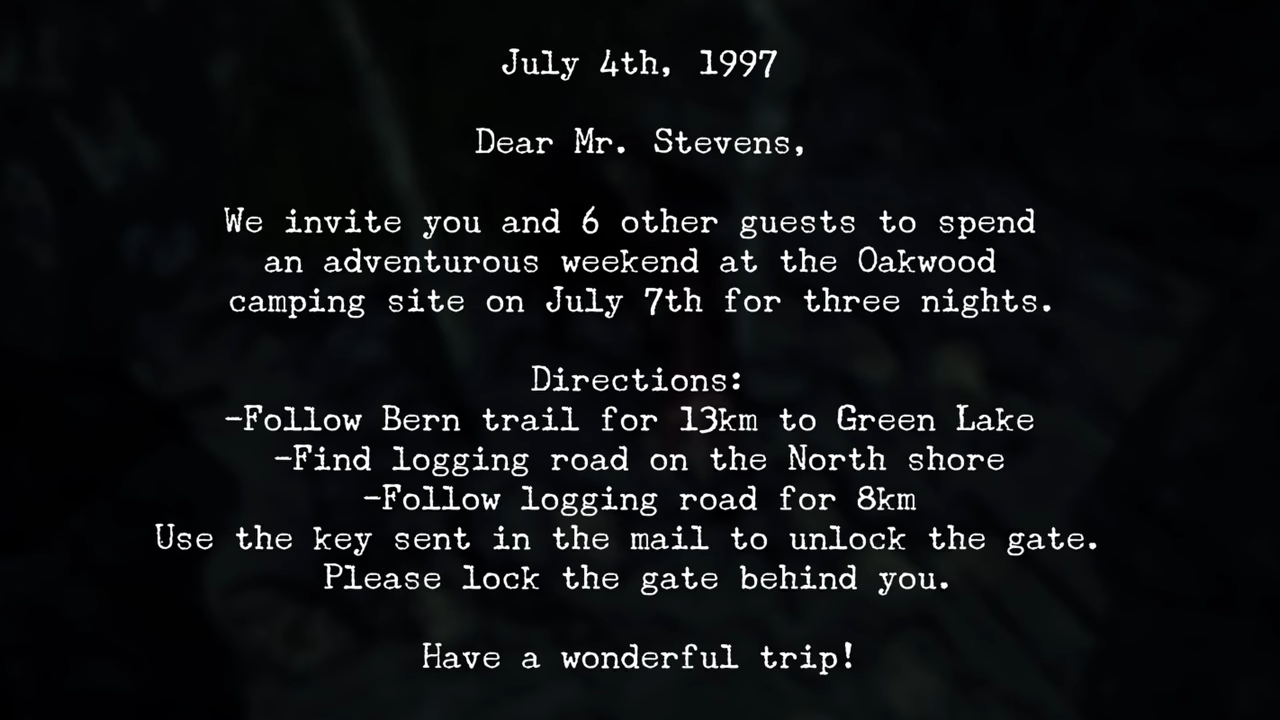 July 4th, 1997
Dear Mr. Stevens,
We invite you and 6 other guests to spend
an adventurous weekend at the Oakwood
camping site on July 7th for three nights.
Directions:
-Follow Bern trail for 13km to Green Lake
-Find logging road on the North shore
-Follow logging road for 8km
Use the key sent in the mail to unlock the gate.
Please lock the gate behind you.
Have a wonderful trip!